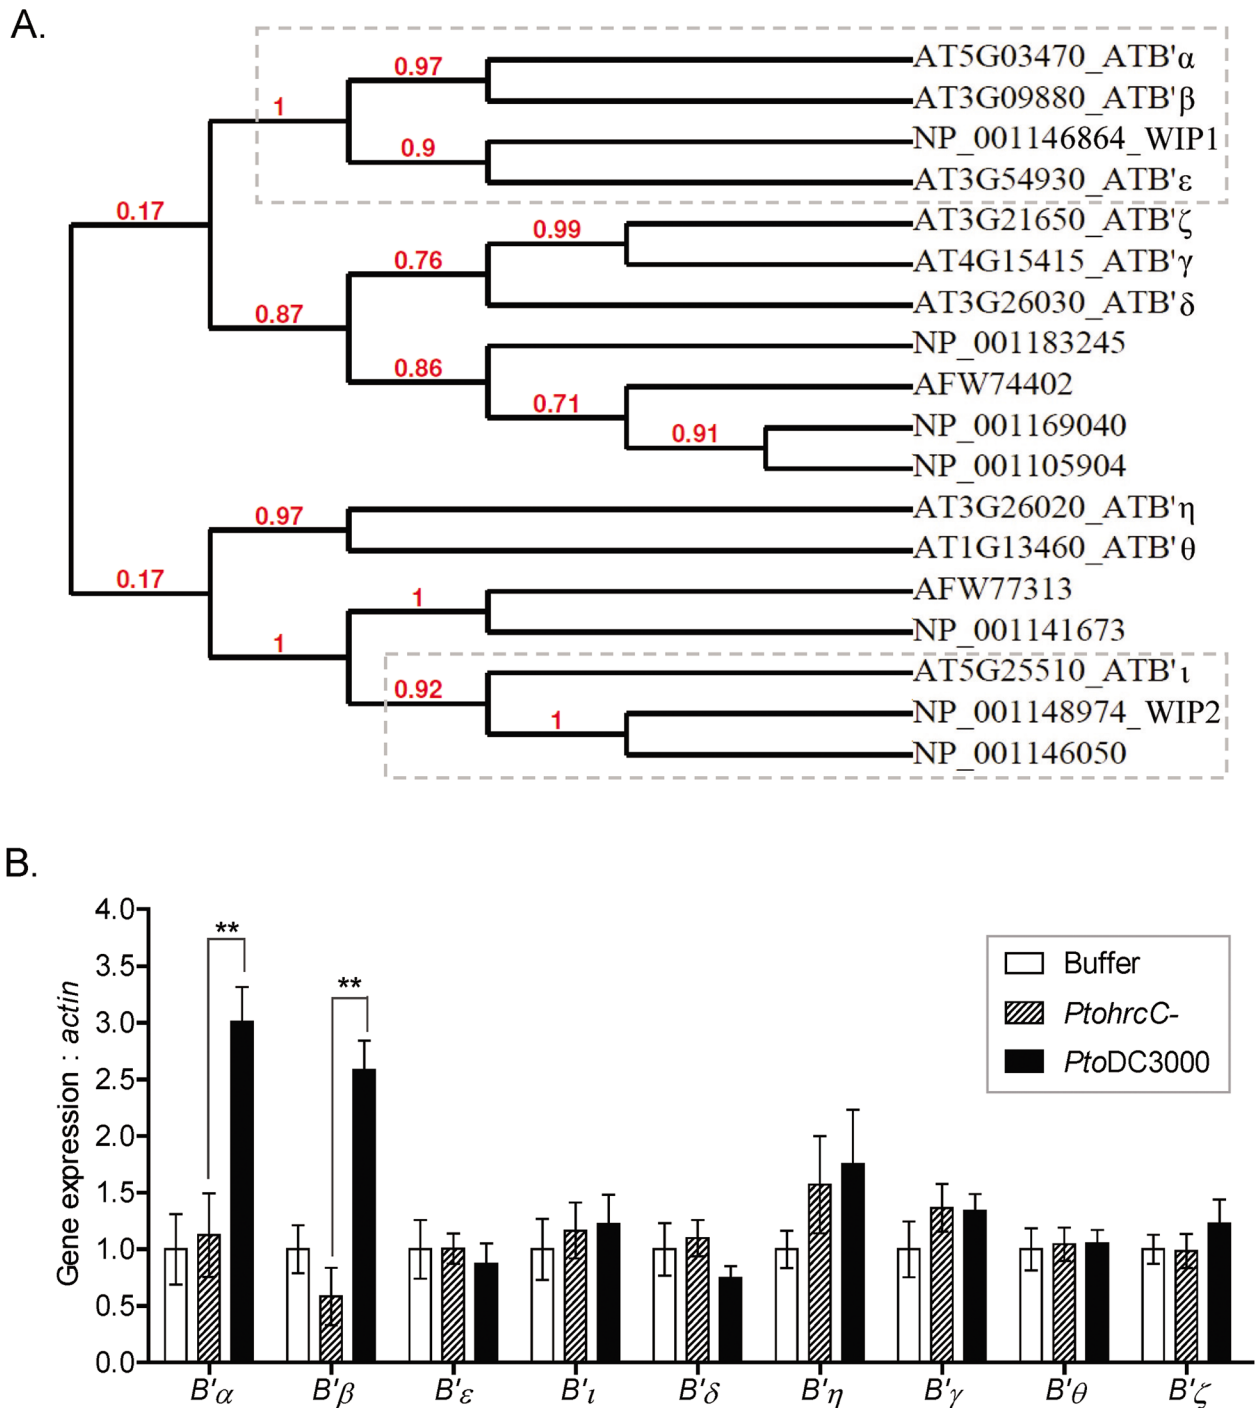 A.
0.97
AT5G03470_ATB'α
1
AT3G09880_ATB'β
0.9
NP_001146864_WIP1
AT3G54930_ATB'ε
0.17
0.99
AT3G21650_ATB'ζ
0.76
AT4G15415_ATB'γ
0.87
AT3G26030_ATB'δ
0.86
NP_001183245
0.71
AFW74402
0.91
NP_001169040
NP_001105904
0.97
AT3G26020_ATB'η
AT1G13460_ATB'θ
0.17
1
AFW77313
1
NP_001141673
0.92
AT5G25510_ATB'ι
1
NP_001148974_WIP2
NP_001146050
B.
Gene expression : actin
4.0
3.5
3.0
2.5
2.0
1.5
1.0
0.5
0.0
**
**
Buffer
PtohrcC-
PtoDC3000
B'α B'β B'ε B'ι B'δ B'η B'γ B'θ B'ζ